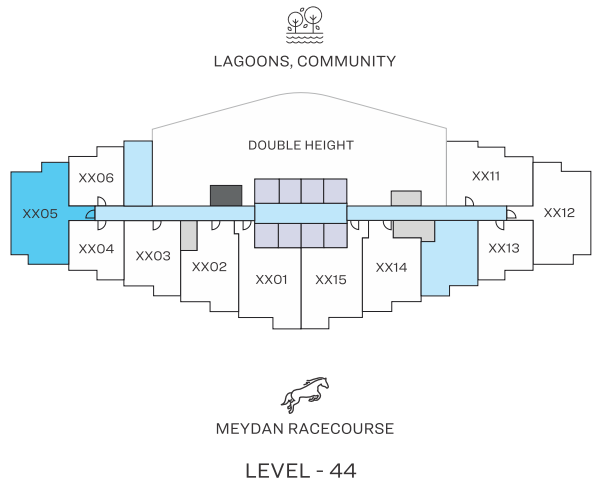 LAGOONS, COMMUNITY
DOUBLE HEIGHT
XX06
XX11
XX05
XX12
XX04
XX03
XX02
XX01
XX15
XX14
XX13
MEYDAN RACECOURSE
LEVEL - 44